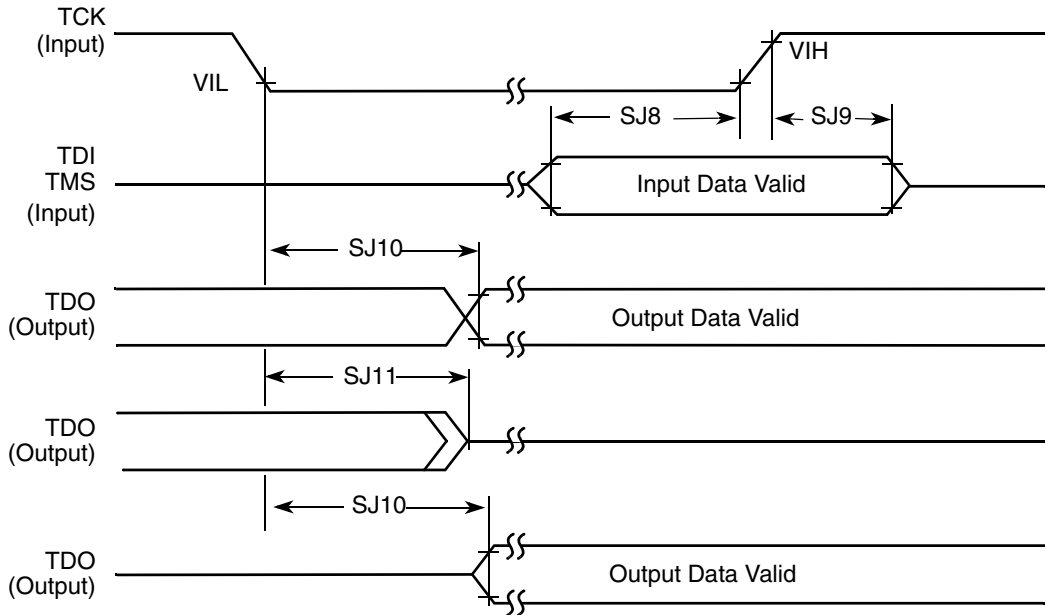 TCK
(Input)
VIH
VIL
SJ8
SJ9
TDI
TMS
(Input)
Input Data Valid
SJ10
TDO
(Output)
Output Data Valid
SJ11
TDO
(Output)
SJ10
TDO
(Output)
Output Data Valid